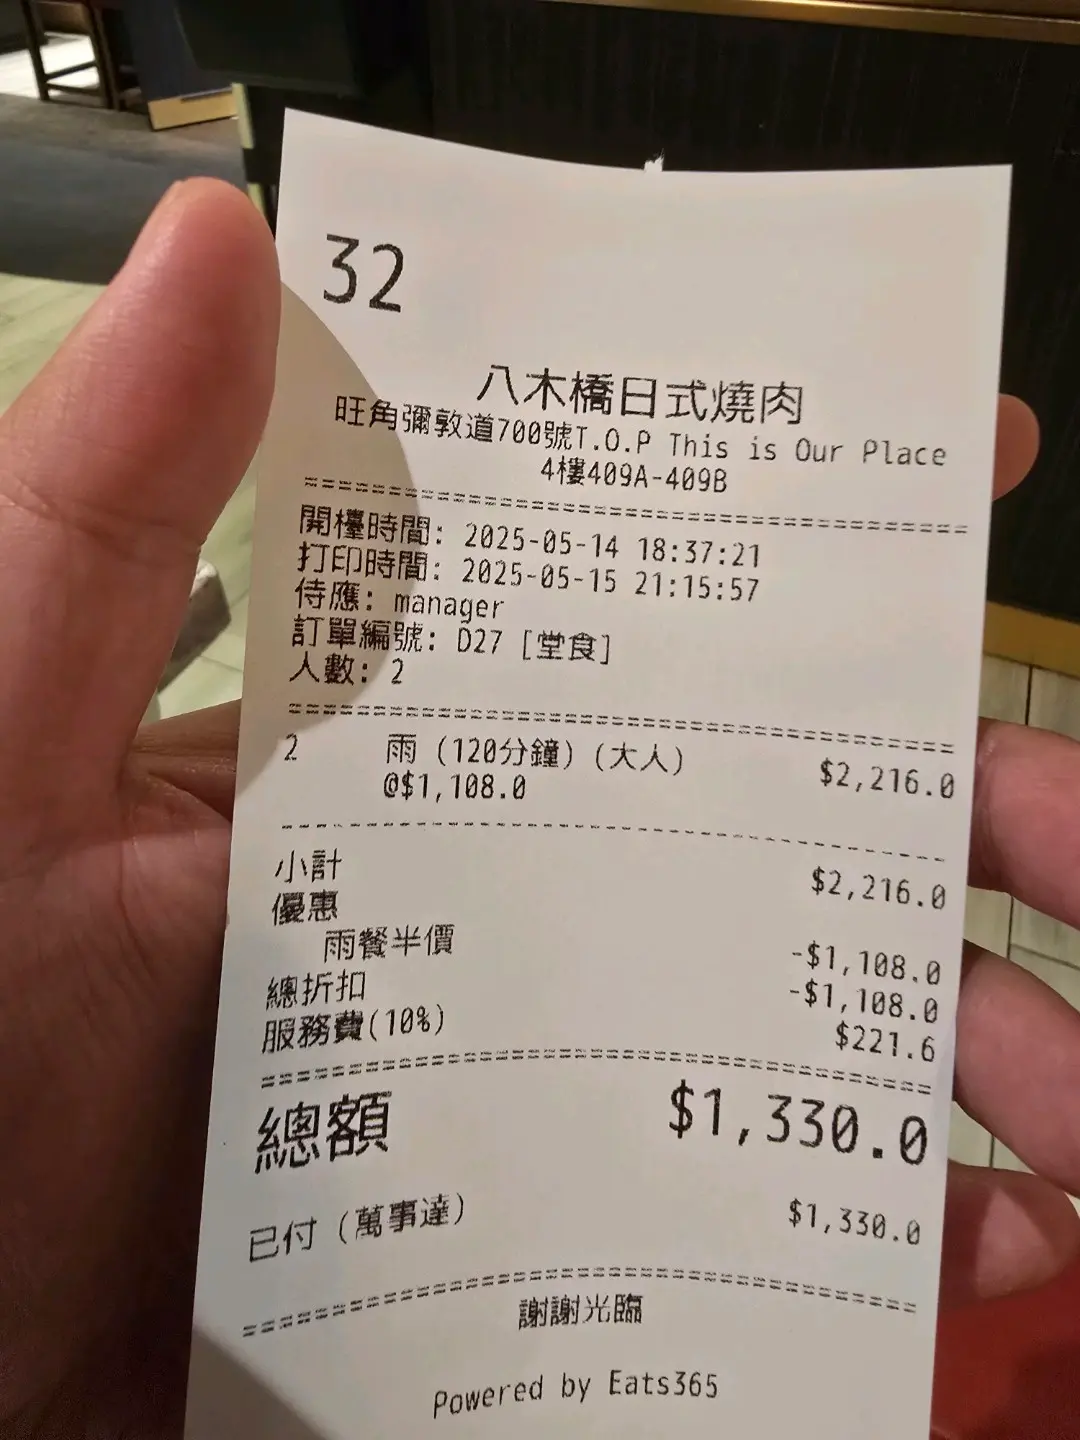 32
八木橋日式燒肉
旺角彌敦道700號T.O.P This is Our Place
4樓409A-409B
開檯時間: 2025-05-14 18:37:21
打印時間: 2025-05-15 21:15:57
侍應: manager
訂單編號: D27 [堂食]
人數: 2
2 雨 (120分鐘) (大人) $2,216.0
@$1,108.0
小計 $2,216.0
優惠
雨餐半價 -$1,108.0
總折扣 -$1,108.0
服務費(10%) $221.6
總額 $1,330.0
已付 (萬事達) $1,330.0
謝謝光臨
Powered by Eats365